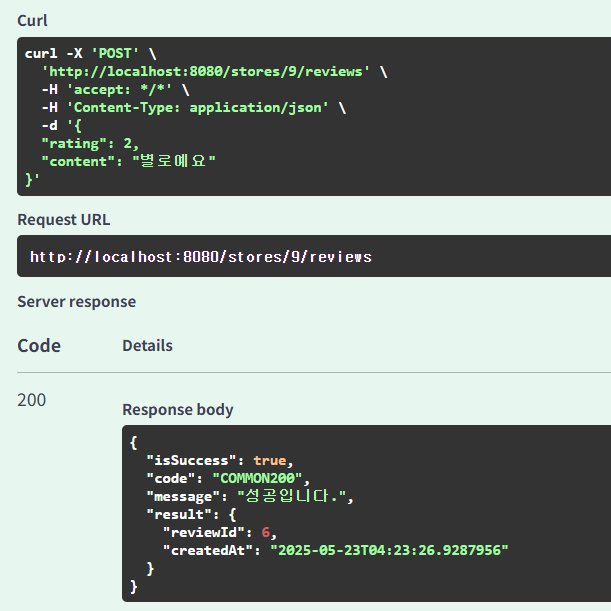 Curl
curl -X 'POST' \
  'http://localhost:8080/stores/9/reviews' \
  -H 'accept: */*' \
  -H 'Content-Type: application/json' \
  -d '{
  "rating": 2,
  "content": "별로예요"
}'
Request URL
http://localhost:8080/stores/9/reviews
Server response
Code Details
200
Response body
{
  "isSuccess": true,
  "code": "COMMON200",
  "message": "성공입니다.",
  "result": {
    "reviewId": 6,
    "createdAt": "2025-05-23T04:23:26.9287956"
  }
}